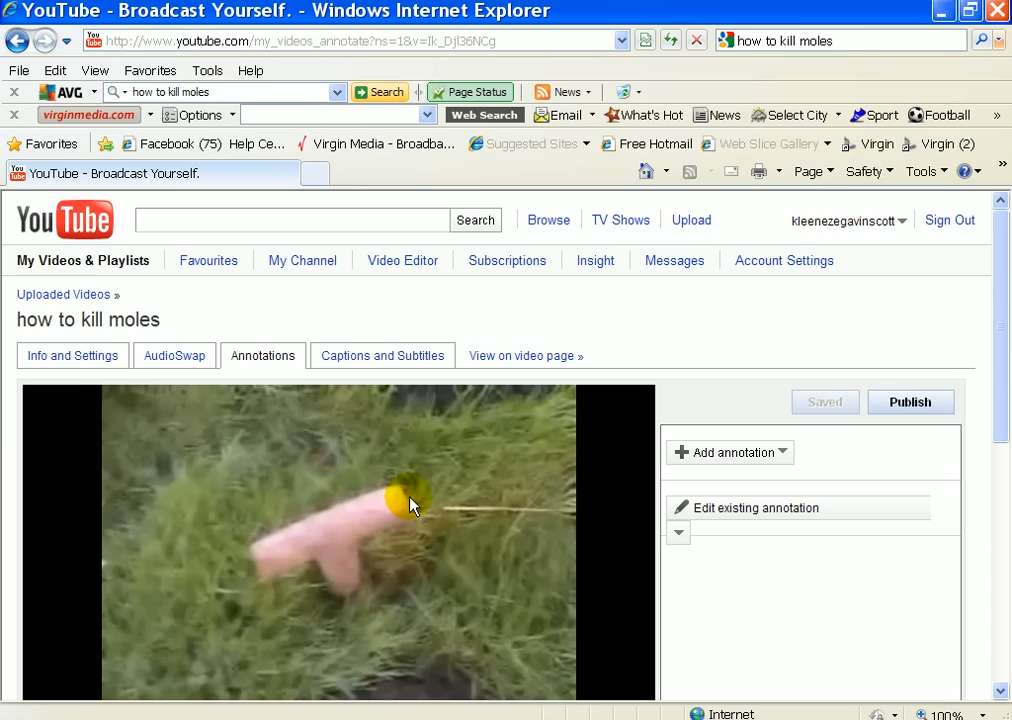 YouTube - Broadcast Yourself. - Windows Internet Explorer
http://www.youtube.com/my_videos_annotate?ns=1&v=Ik_Djl36NCg how to kill moles
File Edit View Favorites Tools Help
AVG how to kill moles Search Page Status News
virginmedia.com Options Web Search Email What's Hot News Select City Sport Football »
Favorites Facebook (75) Help Ce... Virgin Media - Broadba... Suggested Sites Free Hotmail Web Slice Gallery Virgin Virgin (2)
YouTube - Broadcast Yourself. Page Safety Tools »
YouTube Search Browse TV Shows Upload kleenezegavinscott Sign Out
My Videos & Playlists Favourites My Channel Video Editor Subscriptions Insight Messages Account Settings
Uploaded Videos »
how to kill moles
Info and Settings AudioSwap Annotations Captions and Subtitles View on video page »
Saved Publish
Add annotation
Edit existing annotation
Internet 100%